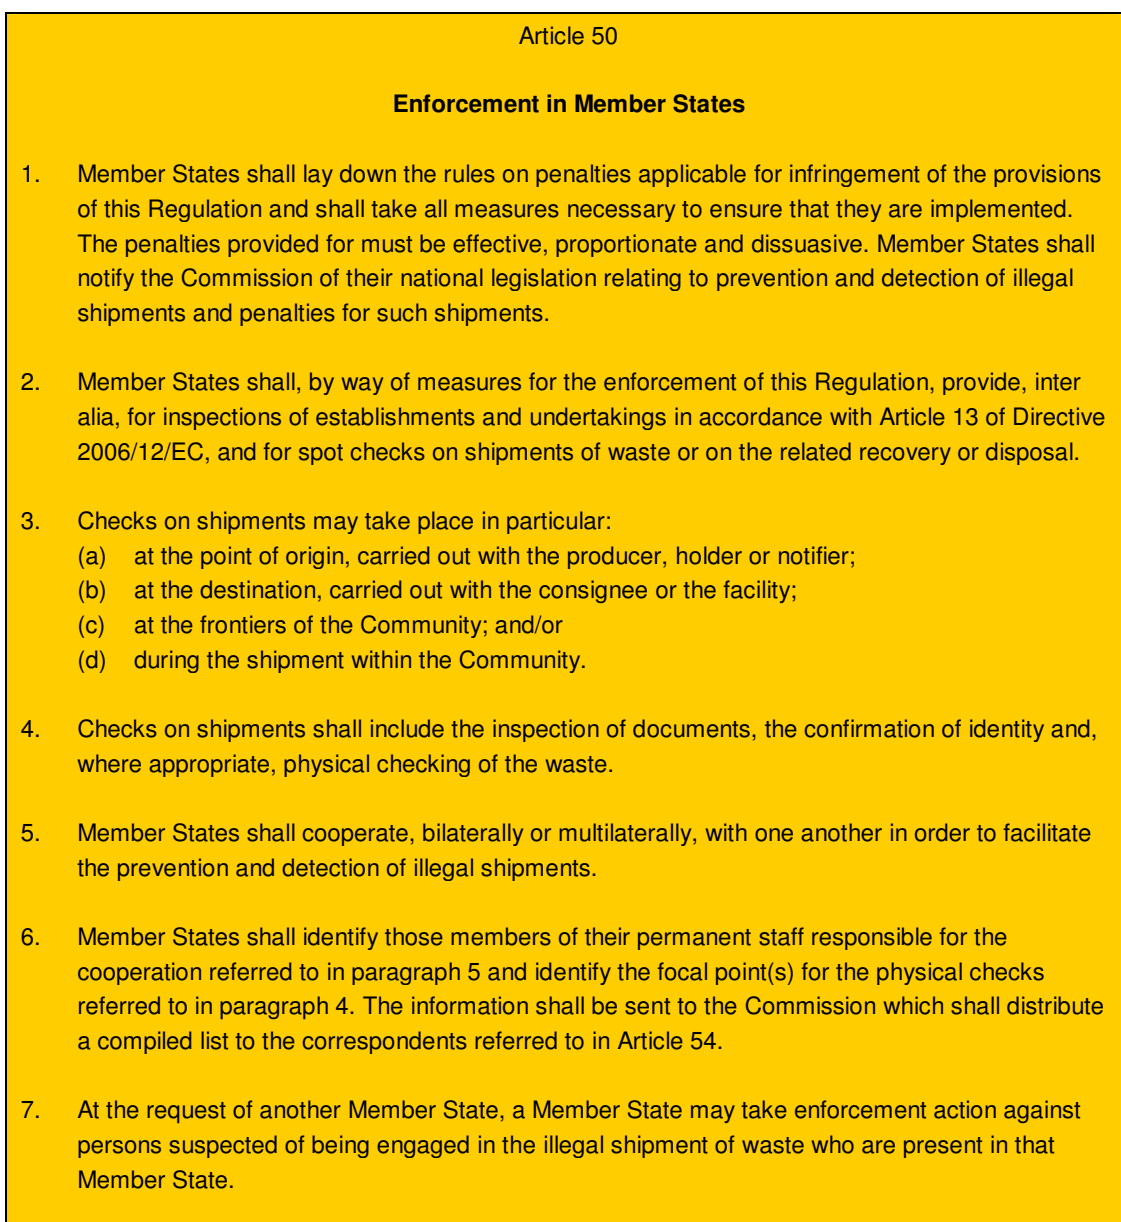 Article 50
Enforcement in Member States
1. Member States shall lay down the rules on penalties applicable for infringement of the provisions
of this Regulation and shall take all measures necessary to ensure that they are implemented.
The penalties provided for must be effective, proportionate and dissuasive. Member States shall
notify the Commission of their national legislation relating to prevention and detection of illegal
shipments and penalties for such shipments.
2. Member States shall, by way of measures for the enforcement of this Regulation, provide, inter
alia, for inspections of establishments and undertakings in accordance with Article 13 of Directive
2006/12/EC, and for spot checks on shipments of waste or on the related recovery or disposal.
3. Checks on shipments may take place in particular:
(a) at the point of origin, carried out with the producer, holder or notifier;
(b) at the destination, carried out with the consignee or the facility;
(c) at the frontiers of the Community; and/or
(d) during the shipment within the Community.
4. Checks on shipments shall include the inspection of documents, the confirmation of identity and,
where appropriate, physical checking of the waste.
5. Member States shall cooperate, bilaterally or multilaterally, with one another in order to facilitate
the prevention and detection of illegal shipments.
6. Member States shall identify those members of their permanent staff responsible for the
cooperation referred to in paragraph 5 and identify the focal point(s) for the physical checks
referred to in paragraph 4. The information shall be sent to the Commission which shall distribute
a compiled list to the correspondents referred to in Article 54.
7. At the request of another Member State, a Member State may take enforcement action against
persons suspected of being engaged in the illegal shipment of waste who are present in that
Member State.